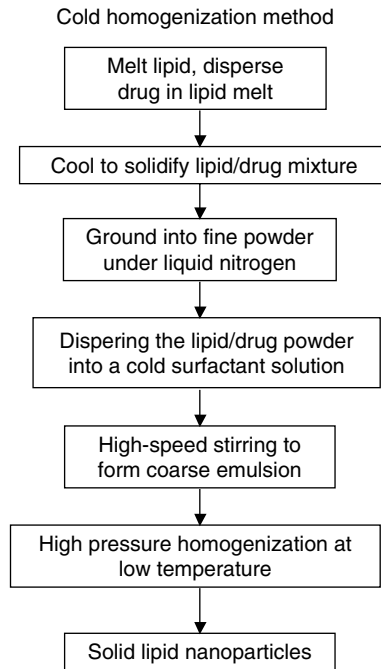 Cold homogenization method
Melt lipid, disperse
drug in lipid melt
Cool to solidify lipid/drug mixture
Ground into fine powder
under liquid nitrogen
Dispering the lipid/drug powder
into a cold surfactant solution
High-speed stirring to
form coarse emulsion
High pressure homogenization at
low temperature
Solid lipid nanoparticles